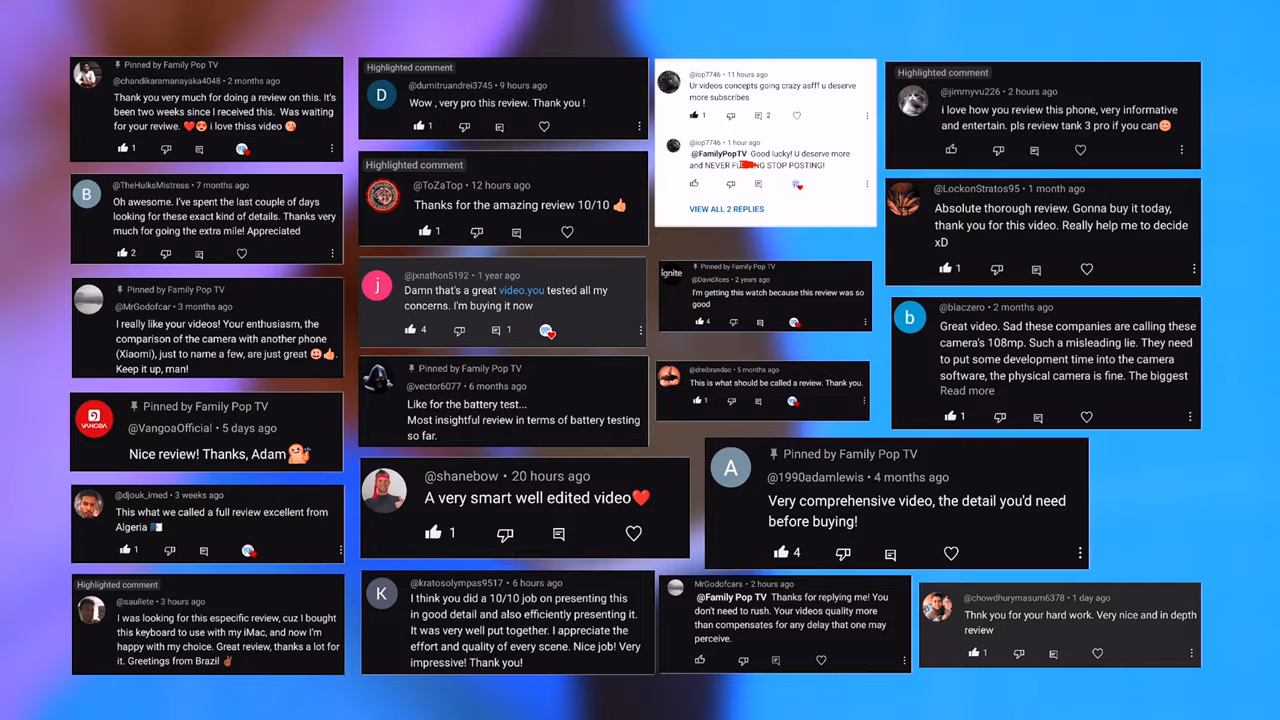 Pinned by Family Pop TV
@chandikaramanayaka4048 • 2 months ago
Thank you very much for doing a review on this. It's
been two weeks since I received this. Was waiting
for your reviwe. ❤️😍 i love thiss video 😘
1
B
@TheHulksMistress • 7 months ago
Oh awesome. I've spent the last couple of days
looking for these exact kind of details. Thanks very
much for going the extra mile! Appreciated
2
Pinned by Family Pop TV
@MrGodofcar • 3 months ago
I really like your videos! Your enthusiasm, the
comparison of the camera with another phone
(Xiaomi), just to name a few, are just great 😃👍.
Keep it up, man!
VANGOA
Pinned by Family Pop TV
@VangoaOfficial • 5 days ago
Nice review! Thanks, Adam
@djouk_imed • 3 weeks ago
This what we called a full review excellent from
Algeria 🇩🇿
1
Highlighted comment
@saullete • 3 hours ago
I was looking for this especific review, cuz I bought
this keyboard to use with my iMac, and now I'm
happy with my choice. Great review, thanks a lot for
it. Greetings from Brazil ✌🏽
Highlighted comment
D
@dumitruandrei3745 • 9 hours ago
Wow , very pro this review. Thank you !
1
Highlighted comment
@ToZaTop • 12 hours ago
Thanks for the amazing review 10/10 👍
1
j
@jxnathon5192 • 1 year ago
Damn that's a great video.you tested all my
concerns. I'm buying it now
4 1
Pinned by Family Pop TV
@vector6077 • 6 months ago
Like for the battery test...
Most insightful review in terms of battery testing
so far.
@shanebow • 20 hours ago
A very smart well edited video❤️
1
K
@kratosolympas9517 • 6 hours ago
I think you did a 10/10 job on presenting this
in good detail and also efficiently presenting it.
It was very well put together. I appreciate the
effort and quality of every scene. Nice job! Very
impressive! Thank you!
@iop7746 • 11 hours ago
Ur videos concepts going crazy asfff u deserve
more subscribes
1 2
@iop7746 • 1 hour ago
@FamilyPopTV Good lucky! U deserve more
and NEVER FU NG STOP POSTING!
VIEW ALL 2 REPLIES
ignite
Pinned by Family Pop TV
@DavidXces • 2 years ago
I'm getting this watch because this review was so
good
4
@dreibrandao • 5 months ago
This is what should be called a review. Thank you.
1
A
Pinned by Family Pop TV
@1990adamlewis • 4 months ago
Very comprehensive video, the detail you'd need
before buying!
4
MrGodofcars • 2 hours ago
@Family Pop TV Thanks for replying me! You
don't need to rush. Your videos quality more
than compensates for any delay that one may
perceive.
Highlighted comment
@jimmyvu226 • 2 hours ago
i love how you review this phone, very informative
and entertain. pls review tank 3 pro if you can😊
@LockonStratos95 • 1 month ago
Absolute thorough review. Gonna buy it today,
thank you for this video. Really help me to decide
xD
1
b
@blaczero • 2 months ago
Great video. Sad these companies are calling these
camera's 108mp. Such a misleading lie. They need
to put some development time into the camera
software, the physical camera is fine. The biggest
Read more
1
@chowdhurymasum6378 • 1 day ago
Thnk you for your hard work. Very nice and in depth
review
1